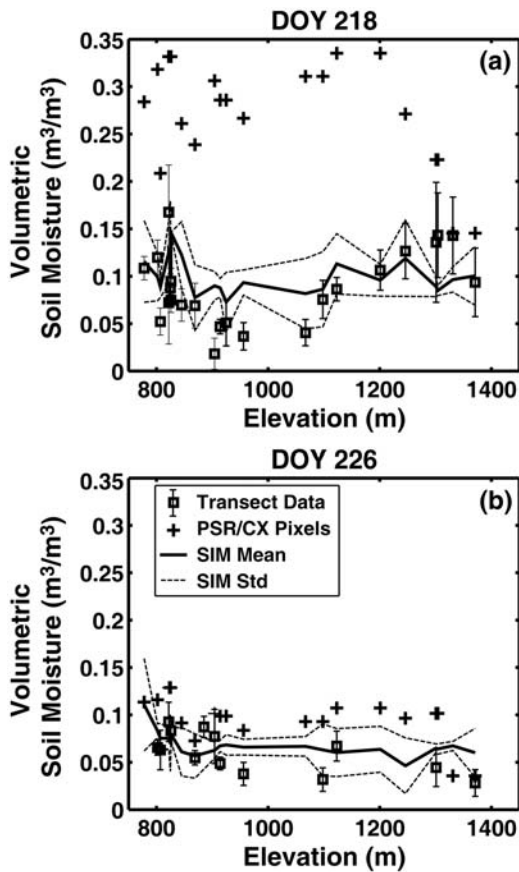 DOY 218
(a)
0.35
0.3
0.25
0.2
0.15
0.1
0.05
0
Volumetric
Soil Moisture (m³/m³)
800 1000 1200 1400
Elevation (m)
DOY 226
(b)
0.35
0.3
0.25
0.2
0.15
0.1
0.05
0
Volumetric
Soil Moisture (m³/m³)
Transect Data
PSR/CX Pixels
SIM Mean
SIM Std
800 1000 1200 1400
Elevation (m)